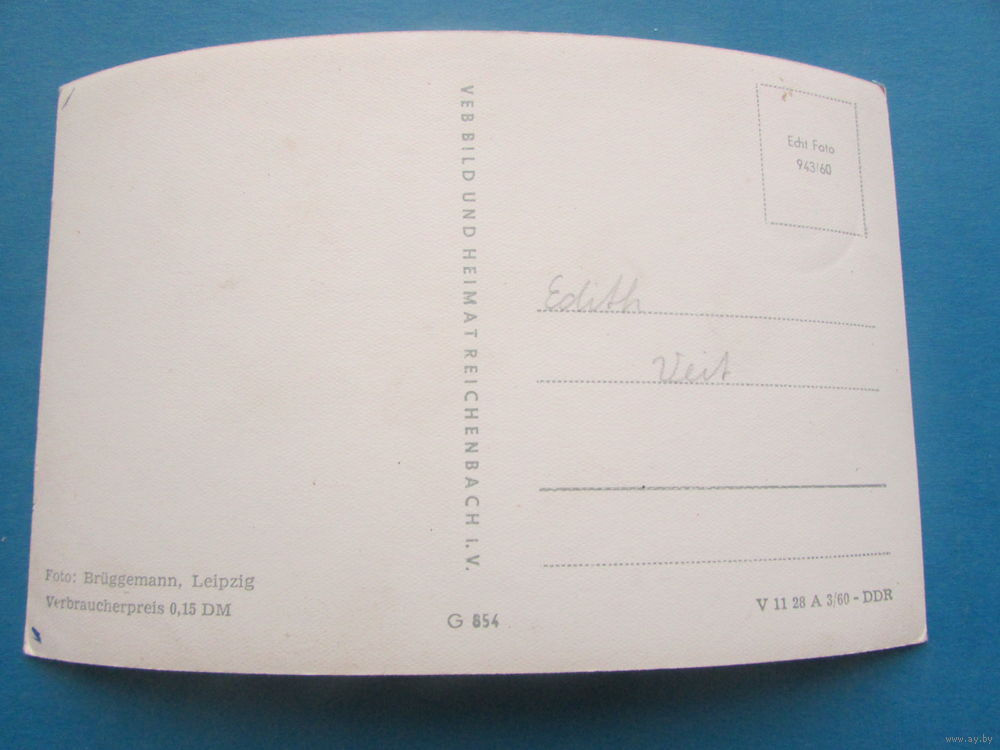 Foto: Brüggemann, Leipzig
Verbraucherpreis 0,15 DM
VEB BILD UND HEIMAT REICHENBACH I. V.
G 854
Echt Foto
943/60
Edith
Veit
V 11 28 A 3/60 - DDR
www.ay.by